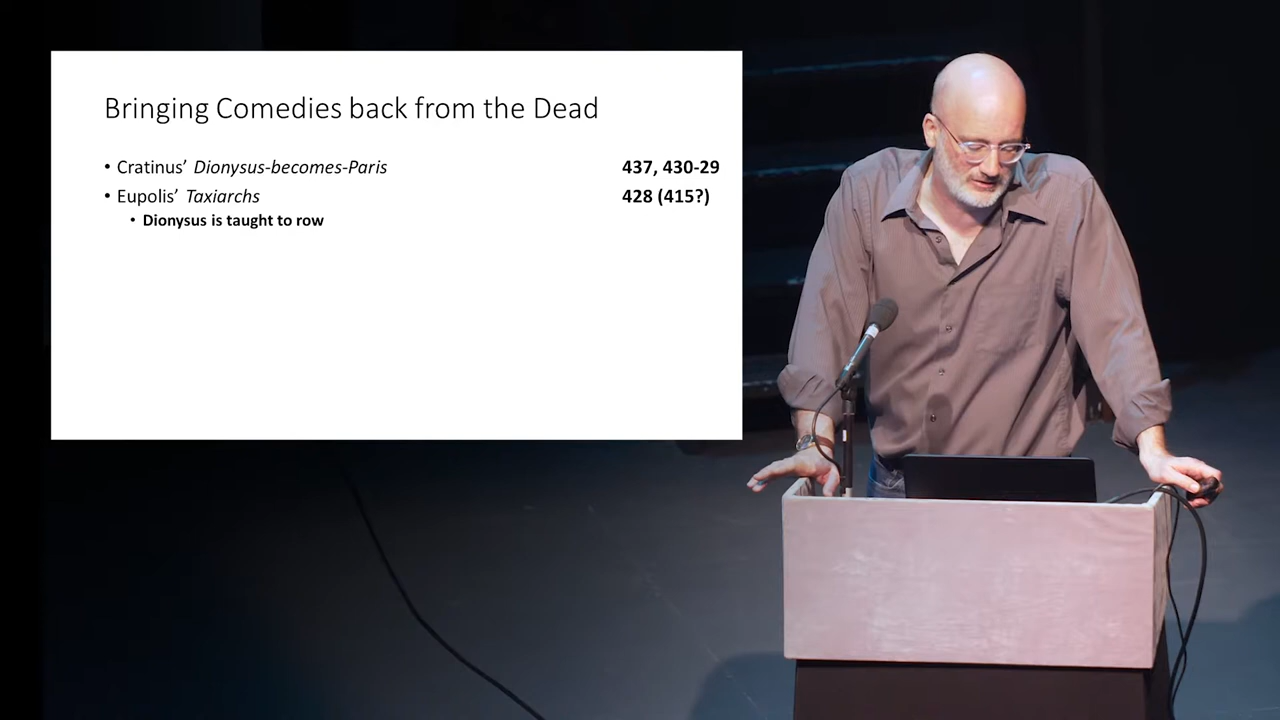 Bringing Comedies back from the Dead
• Cratinus’ Dionysus-becomes-Paris 437, 430-29
• Eupolis’ Taxiarchs 428 (415?)
• Dionysus is taught to row